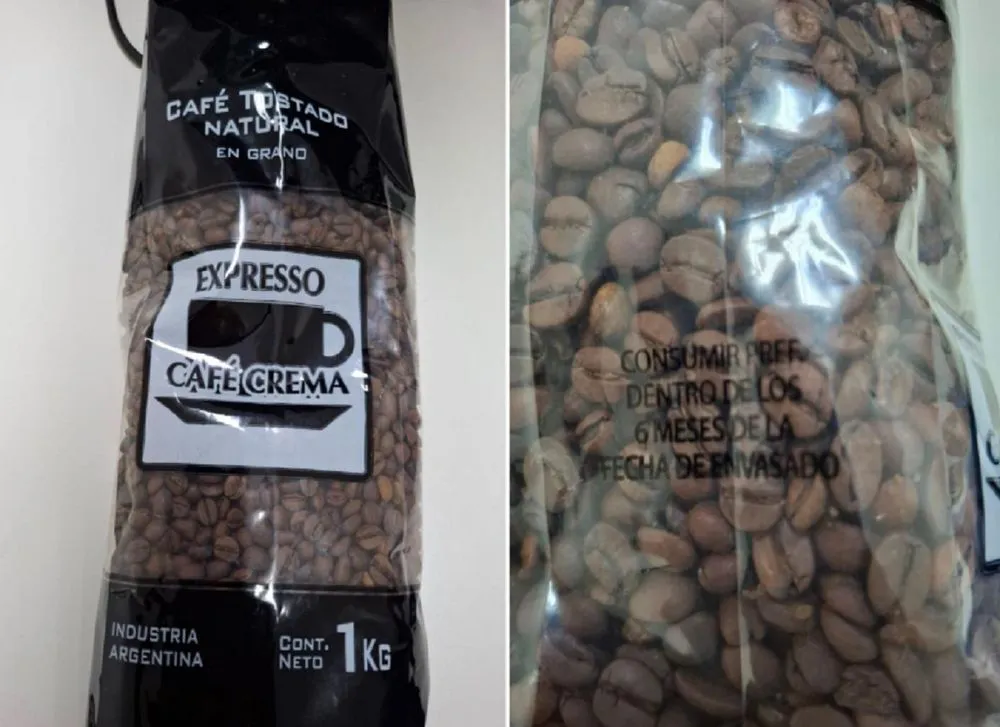 CAFÉ TOSTADO
NATURAL
EN GRANO
EXPRESSO
CAFÉ CREMA
INDUSTRIA
ARGENTINA
CONT.
NETO 1KG
CONSUMIR PREF.
DENTRO DE LOS
6 MESES DE LA
FECHA DE ENVASADO